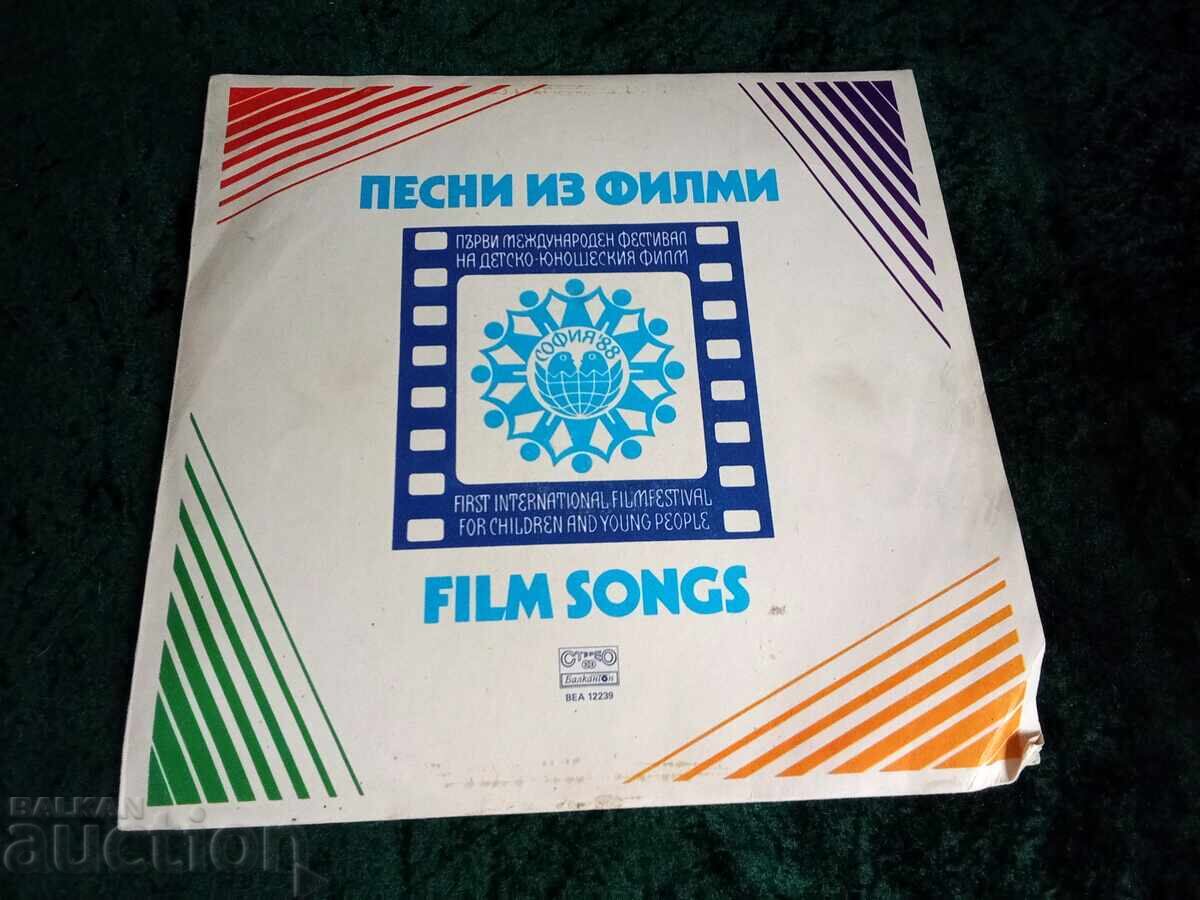 ПЕСНИ ИЗ ФИЛМИ
ПЪРВИ МЕЖДУНАРОДЕН ФЕСТИВАЛ
НА ДЕТСКО-ЮНОШЕСКИЯ ФИЛМ
СОФИЯ '88
FIRST INTERNATIONAL FILMFESTIVAL
FOR CHILDREN AND YOUNG PEOPLE
FILM SONGS
СТЕРЕО
Балкантон
ВЕА 12239
BALKAN
auction